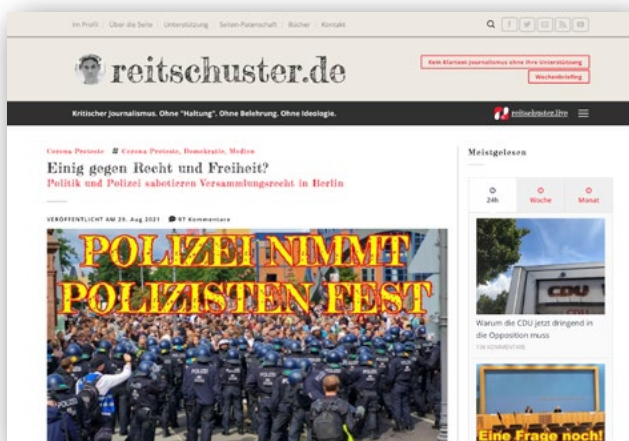 Im Profil Über die Seite Unterstützung Seiten-Patenschaft Bücher Kontakt
reitschuster.de
Kein Klartext-Journalismus ohne Ihre Unterstützung
Wochenbriefing
Kritischer Journalismus. Ohne "Haltung". Ohne Belehrung. Ohne Ideologie.
reitschuster.live
Corona-Proteste # Corona-Proteste, Demokratie, Medien
Einig gegen Recht und Freiheit?
Politik und Polizei sabotieren Versammlungsrecht in Berlin
VERÖFFENTLICHT AM 29. Aug 2021 97 Kommentare
POLIZEI NIMMT
POLIZISTEN FEST
Meistgelesen
24h Woche Monat
CDU
Warum die CDU jetzt dringend in
die Opposition muss
KOMMENTARE
Eine Frage noch!